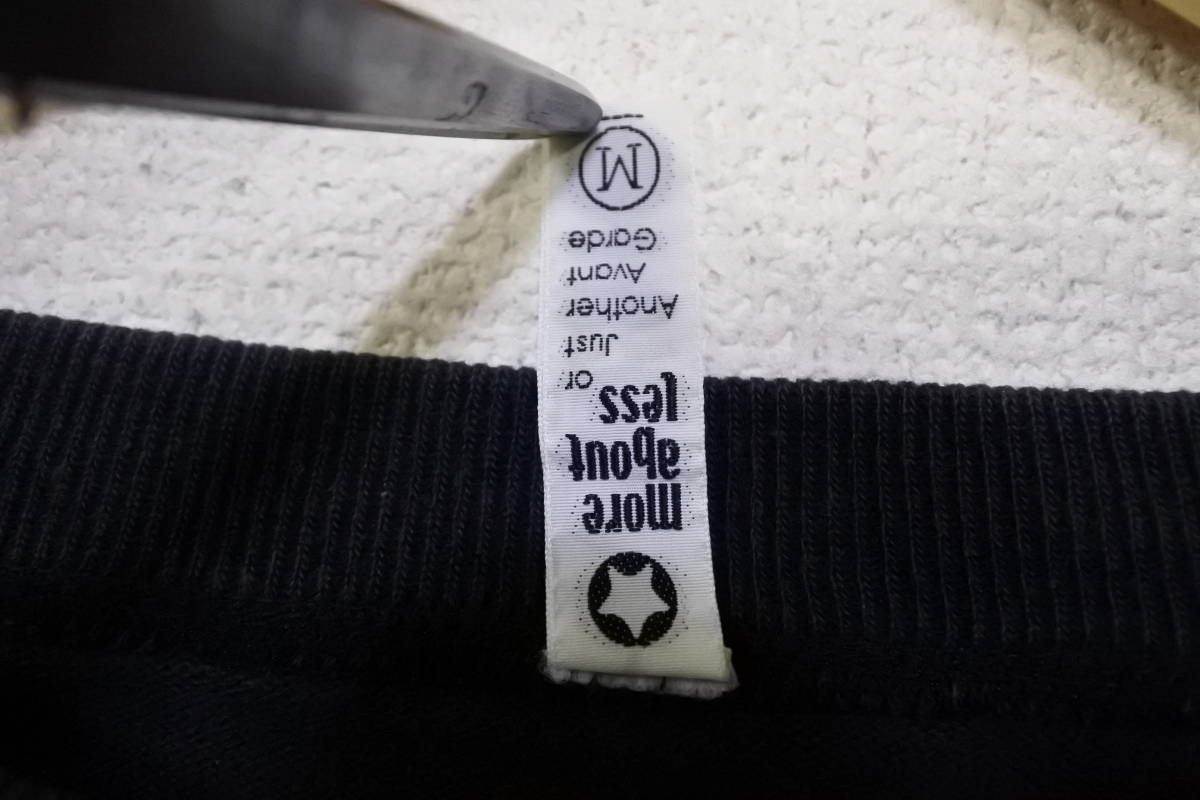 more
about
less
or
Just
Another
Avant
Garde
M